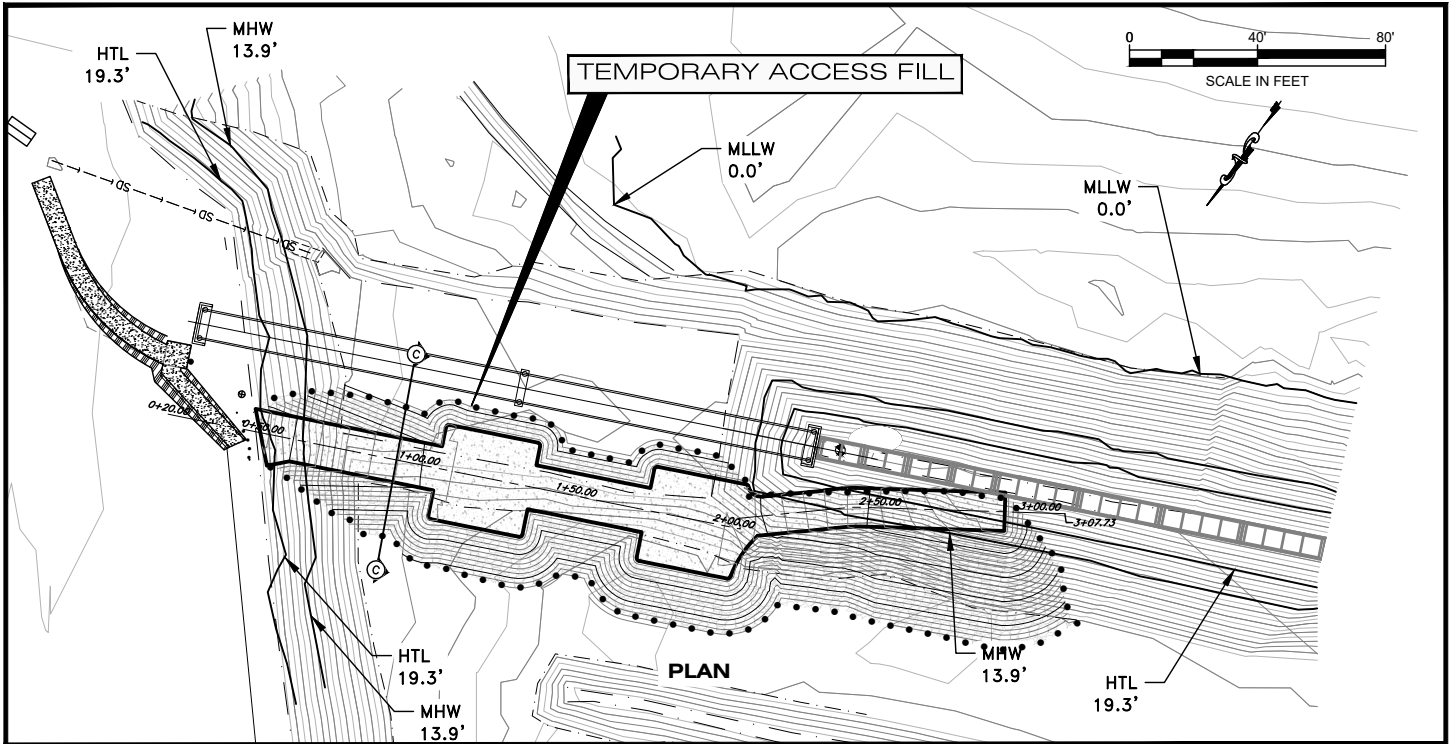 MHW
13.9'
HTL
19.3'
TEMPORARY ACCESS FILL
0 40' 80'
SCALE IN FEET
MLLW
0.0'
MLLW
0.0'
SD
SD
SD
C
0+20.00
1+00.00
1+50.00
2+00.00
2+50.00
3+00.00
3+07.73
C
HTL
19.3'
MHW
13.9'
PLAN
MHW
13.9'
HTL
19.3'